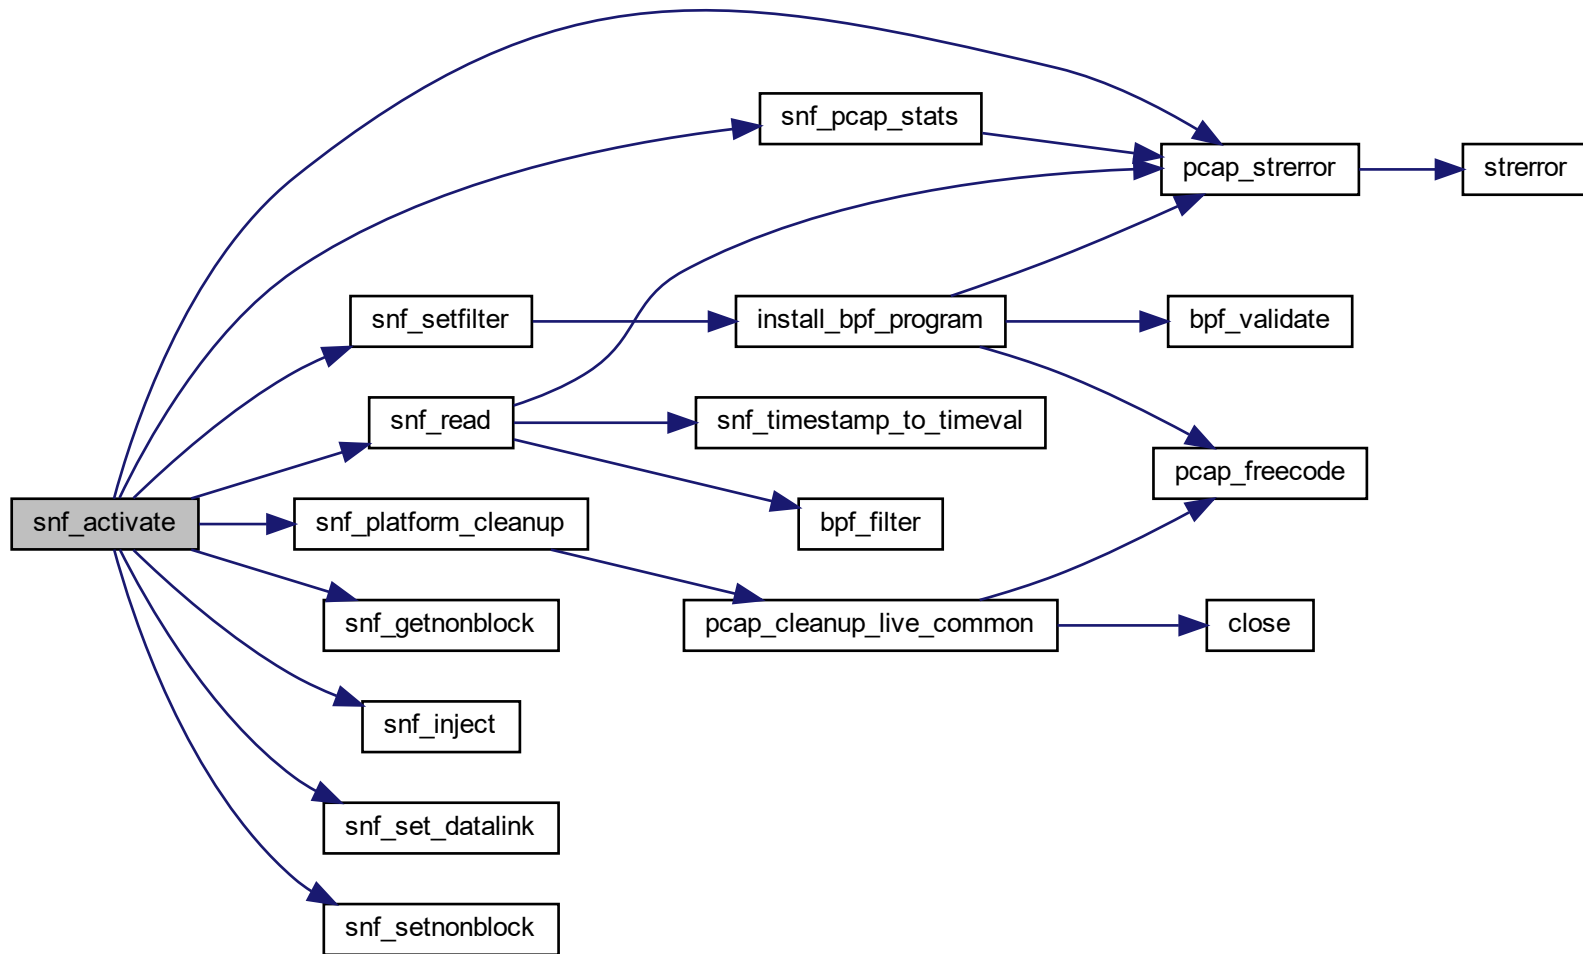 snf_pcap_stats
pcap_strerror
strerror
snf_setfilter
install_bpf_program
bpf_validate
snf_read
snf_timestamp_to_timeval
pcap_freecode
snf_activate
snf_platform_cleanup
bpf_filter
snf_getnonblock
pcap_cleanup_live_common
close
snf_inject
snf_set_datalink
snf_setnonblock